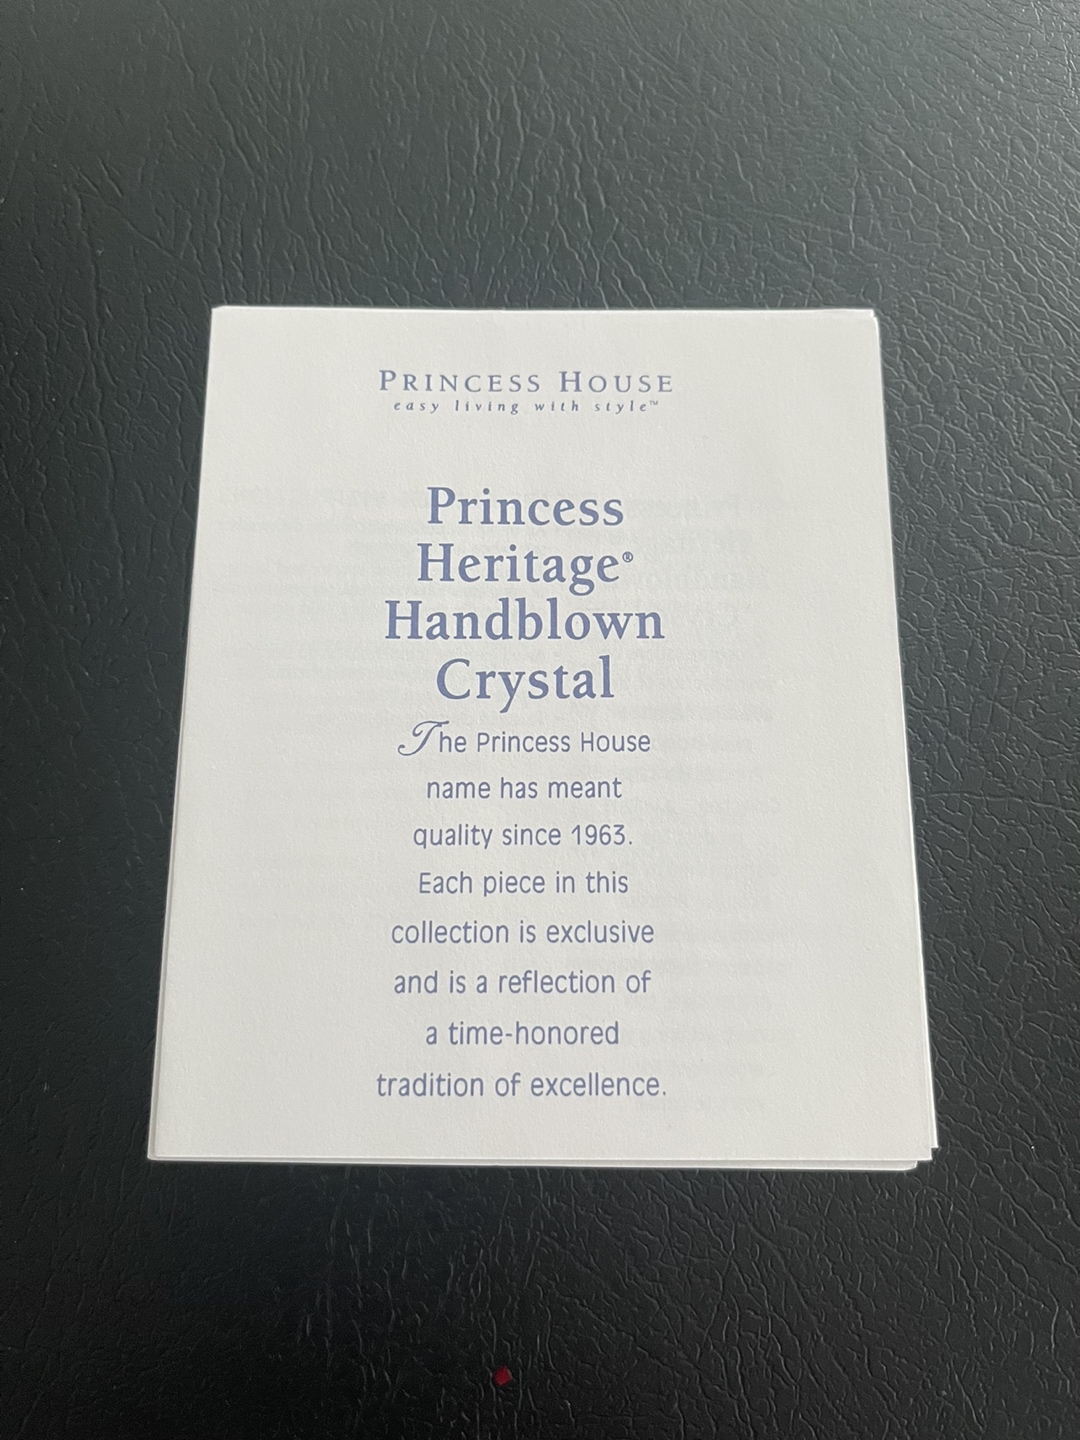 PRINCESS HOUSE
easy living with style™
Princess
Heritage®
Handblown
Crystal
The Princess House
name has meant
quality since 1963.
Each piece in this
collection is exclusive
and is a reflection of
a time-honored
tradition of excellence.